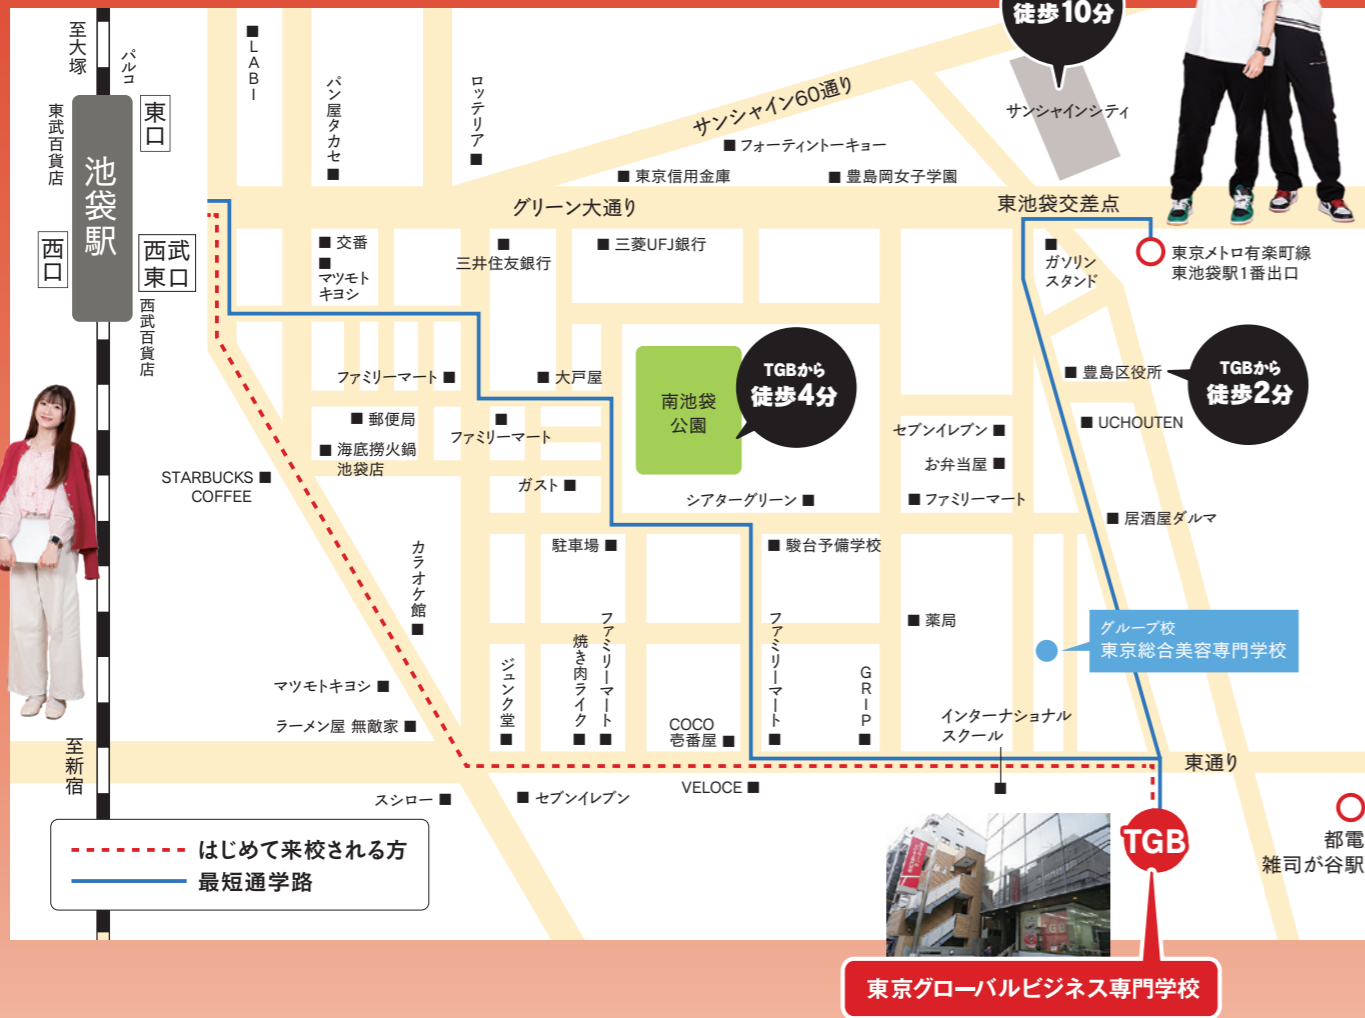 徒歩10分
至大塚
パルコ
LABI
パン屋タカセ
ロッテリア
サンシャイン60通り
サンシャインシティ
東武百貨店
東口
池袋駅
西口
西武
東口
西武百貨店
フォーティントーキョー
東京信用金庫
豊島岡女子学園
グリーン大通り
東池袋交差点
交番
マツモト
キヨシ
三井住友銀行
三菱UFJ銀行
ガソリン
スタンド
東京メトロ有楽町線
東池袋駅1番出口
ファミリーマート
大戸屋
南池袋
公園
TGBから
徒歩4分
豊島区役所
TGBから
徒歩2分
郵便局
ファミリーマート
海底撈火鍋
池袋店
セブンイレブン
UCHOUTEN
お弁当屋
STARBUCKS
COFFEE
ガスト
シアターグリーン
ファミリーマート
居酒屋ダルマ
カラオケ館
駐車場
駿台予備学校
薬局
グループ校
東京総合美容専門学校
マツモトキヨシ
ラーメン屋 無敵家
ジュンク堂
焼き肉ライク
ファミリーマート
COCO
壱番屋
ファミリーマート
GRIP
インターナショナル
スクール
至新宿
東通り
スシロー
セブンイレブン
VELOCE
はじめて来校される方
最短通学路
TGB
都電
雑司が谷駅
東京グローバルビジネス専門学校